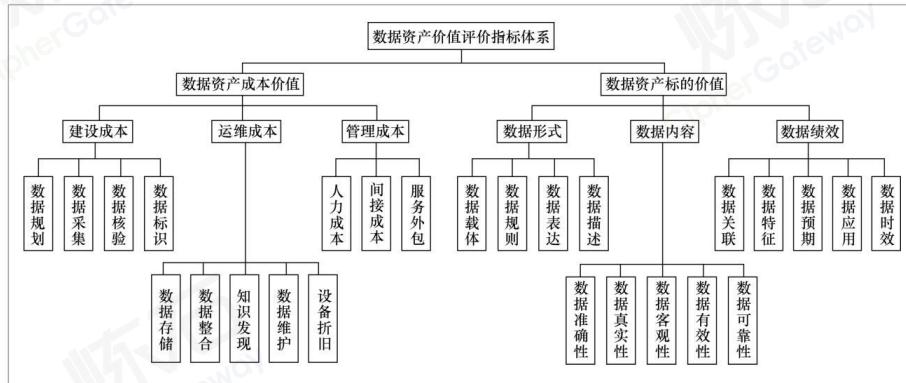 数据资产价值评价指标体系
数据资产成本价值
数据资产标的价值
建设成本
运维成本
管理成本
数据形式
数据内容
数据绩效
数据规划
数据采集
数据核验
数据标识
人力成本
间接成本
服务外包
数据载体
数据规则
数据表达
数据描述
数据关联
数据特征
数据预期
数据应用
数据时效
数据存储
数据整合
知识发现
数据维护
设备折旧
数据准确性
数据真实性
数据客观性
数据有效性
数据可靠性
CipherGateway